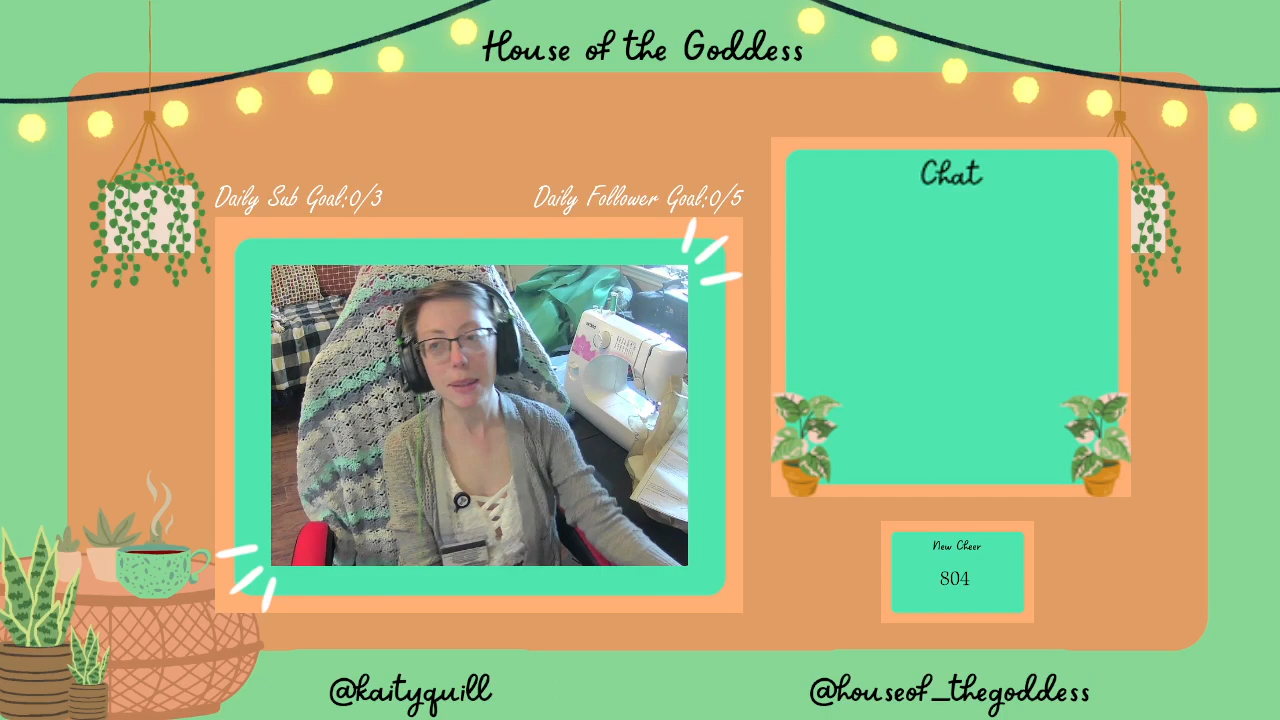 House of the Goddess
Daily Sub Goal:0/3
Daily Follower Goal:0/5
Chat
New Cheer
804
@kaityquill
@houseof_thegoddess